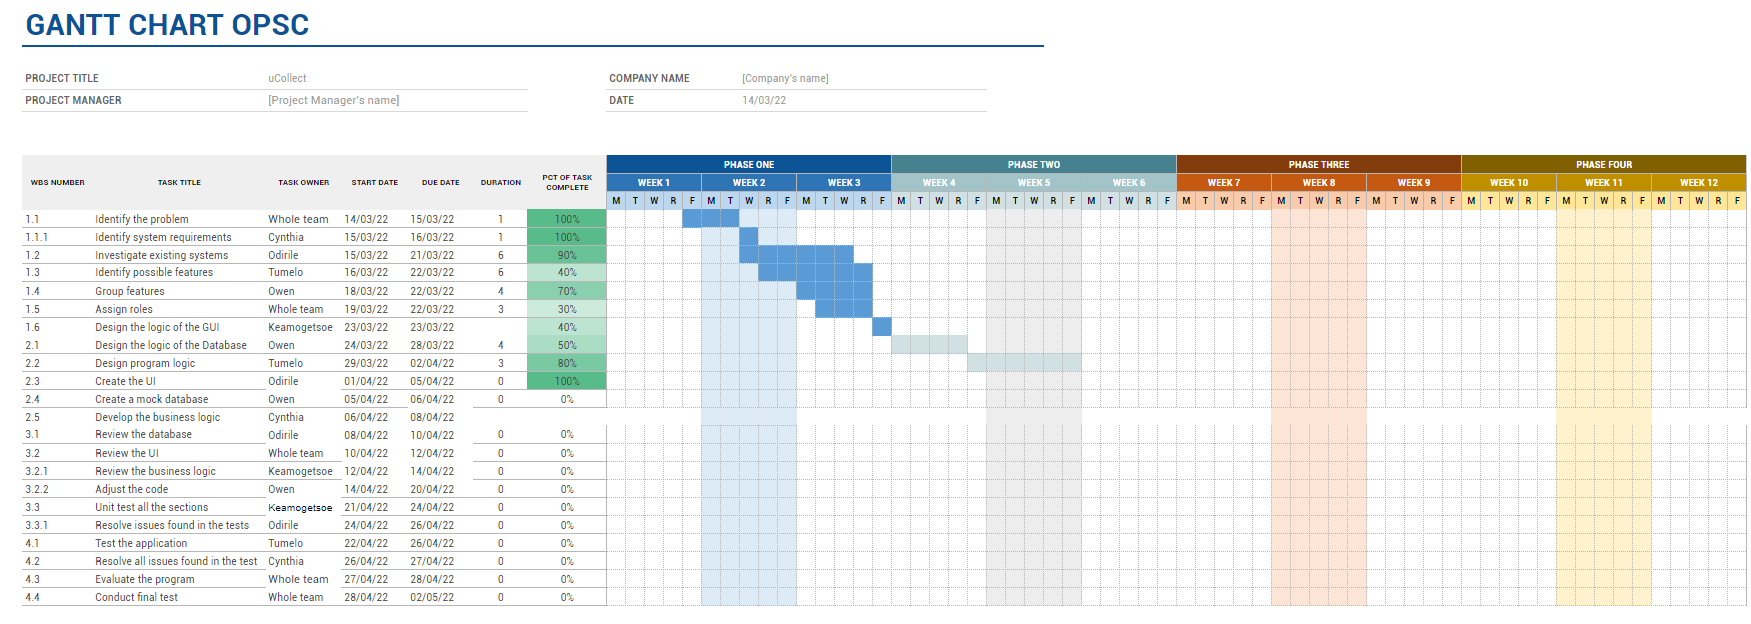 GANTT CHART OPSC
PROJECT TITLE uCollect COMPANY NAME [Company's name]
PROJECT MANAGER [Project Manager's name] DATE 14/03/22
PHASE ONE PHASE TWO PHASE THREE PHASE FOUR
WBS NUMBER TASK TITLE TASK OWNER START DATE DUE DATE DURATION PCT OF TASK COMPLETE WEEK 1 WEEK 2 WEEK 3 WEEK 4 WEEK 5 WEEK 6 WEEK 7 WEEK 8 WEEK 9 WEEK 10 WEEK 11 WEEK 12
M T W R F M T W R F M T W R F M T W R F M T W R F M T W R F M T W R F M T W R F M T W R F M T W R F M T W R F M T W R F
1.1 Identify the problem Whole team 14/03/22 15/03/22 1 100%
1.1.1 Identify system requirements Cynthia 15/03/22 16/03/22 1 100%
1.2 Investigate existing systems Odirile 15/03/22 21/03/22 6 90%
1.3 Identify possible features Tumelo 16/03/22 22/03/22 6 40%
1.4 Group features Owen 18/03/22 22/03/22 4 70%
1.5 Assign roles Whole team 19/03/22 22/03/22 3 30%
1.6 Design the logic of the GUI Keamogetsoe 23/03/22 23/03/22 40%
2.1 Design the logic of the Database Owen 24/03/22 28/03/22 4 50%
2.2 Design program logic Tumelo 29/03/22 02/04/22 3 80%
2.3 Create the UI Odirile 01/04/22 05/04/22 0 100%
2.4 Create a mock database Owen 05/04/22 06/04/22 0 0%
2.5 Develop the business logic Cynthia 06/04/22 08/04/22
3.1 Review the database Odirile 08/04/22 10/04/22 0 0%
3.2 Review the UI Whole team 10/04/22 12/04/22 0 0%
3.2.1 Review the business logic Keamogetsoe 12/04/22 14/04/22 0 0%
3.2.2 Adjust the code Owen 14/04/22 20/04/22 0 0%
3.3 Unit test all the sections Keamogetsoe 21/04/22 24/04/22 0 0%
3.3.1 Resolve issues found in the tests Odirile 24/04/22 26/04/22 0 0%
4.1 Test the application Tumelo 22/04/22 26/04/22 0 0%
4.2 Resolve all issues found in the test Cynthia 26/04/22 27/04/22 0 0%
4.3 Evaluate the program Whole team 27/04/22 28/04/22 0 0%
4.4 Conduct final test Whole team 28/04/22 02/05/22 0 0%